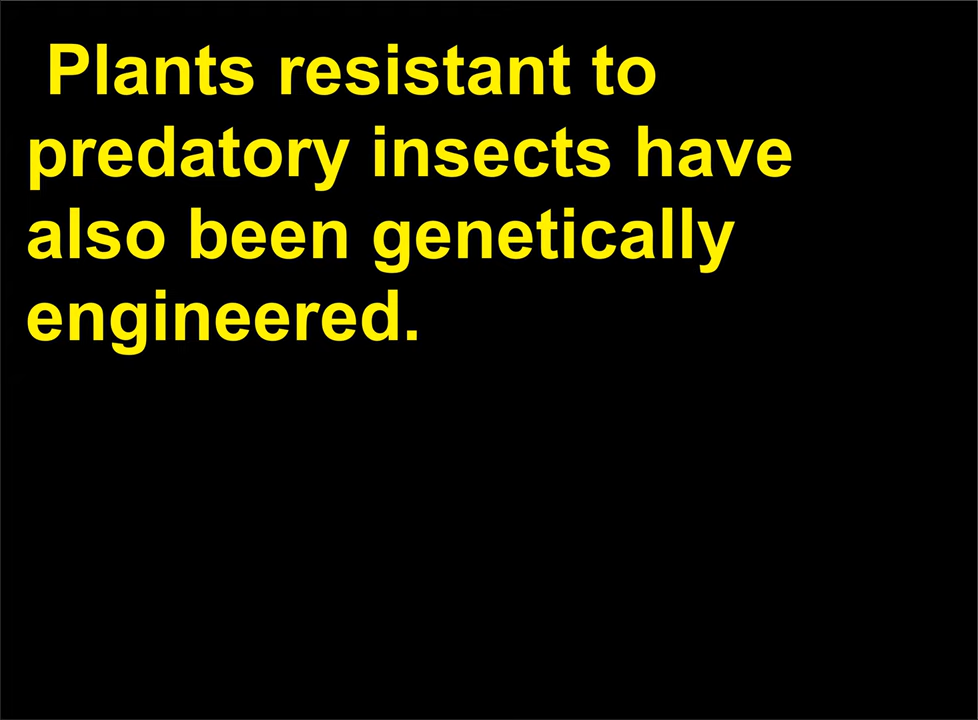 Plants resistant to
predatory insects have
also been genetically
engineered.